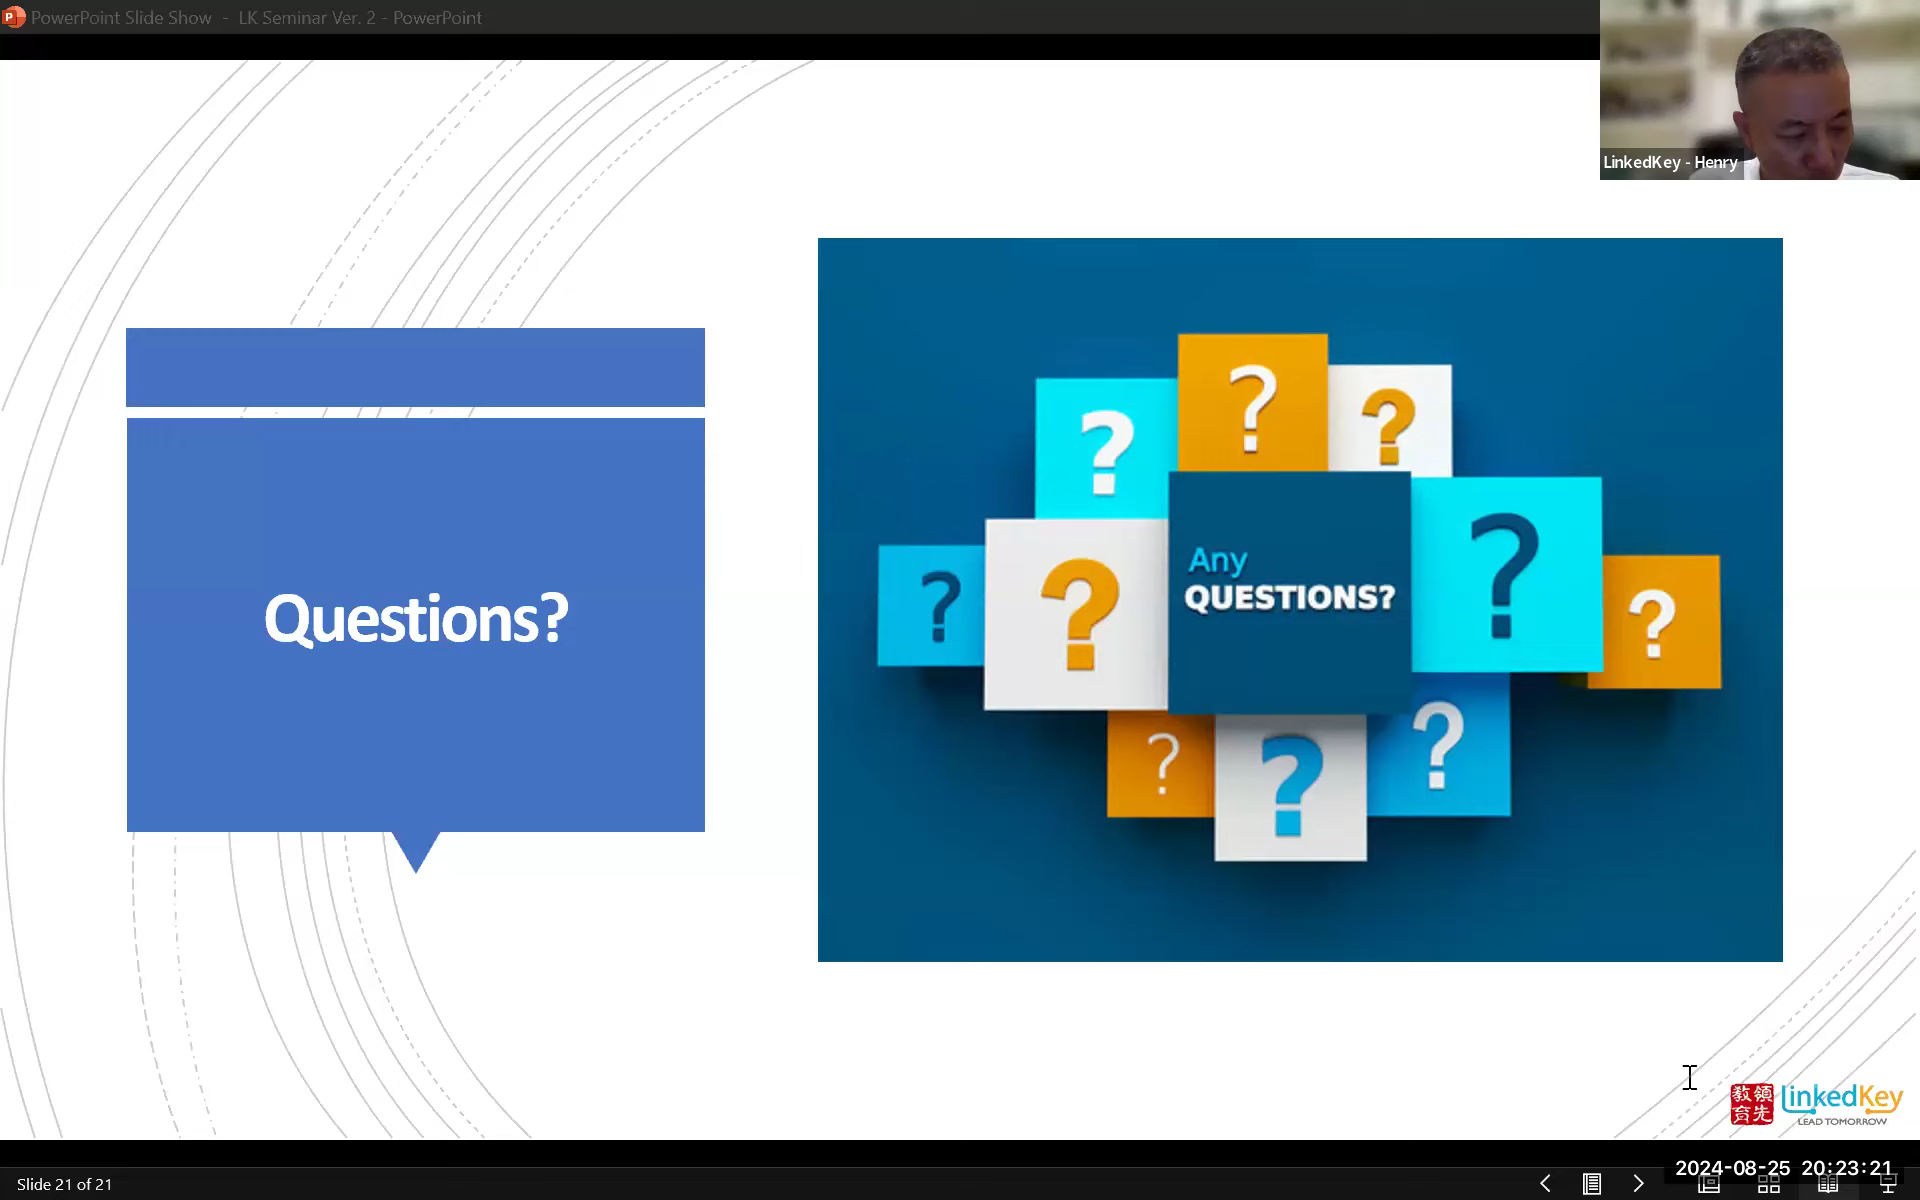 PowerPoint Slide Show - LK Seminar Ver. 2 - PowerPoint
LinkedKey - Henry
Questions?
?
?
?
?
?
?
?
?
?
?
Any
QUESTIONS?
教領
育先
LinkedKey
LEAD TOMORROW
Slide 21 of 21
2024-08-25 20:23:21